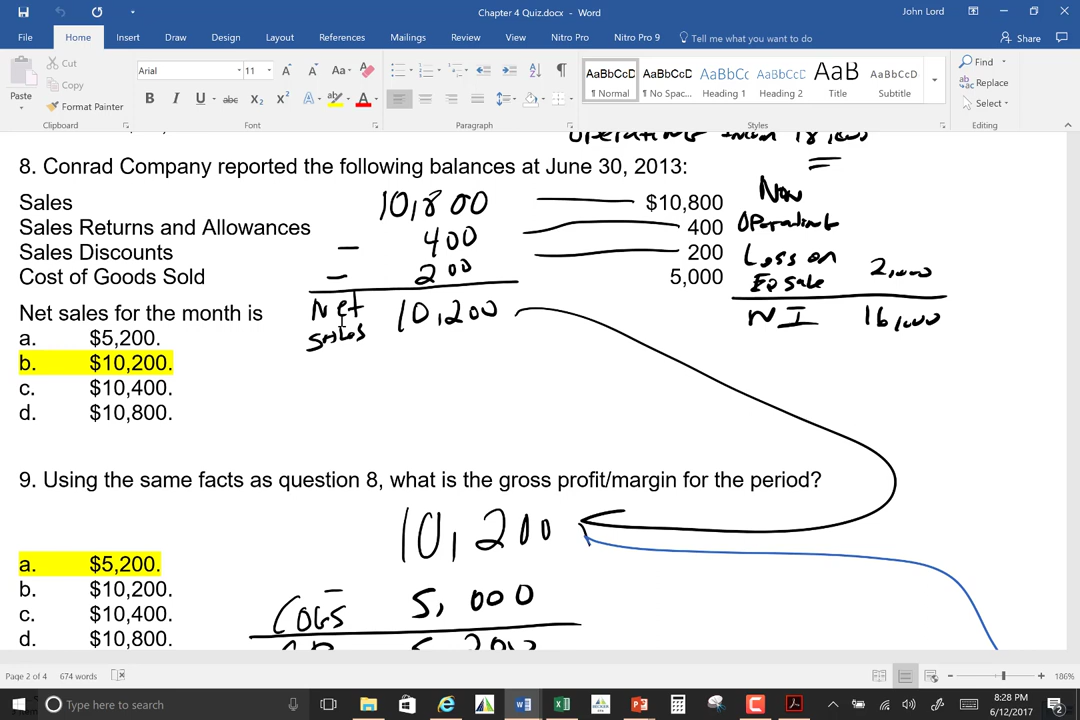 Chapter 4 Quiz.docx - Word
John Lord
File Home Insert Draw Design Layout References Mailings Review View Nitro Pro Nitro Pro 9 Tell me what you want to do Share
Cut
Copy
Format Painter
Paste
Arial 11
Find
Replace
Select
AaBbCcD AaBbCcD AaBbCc AaBbCcD AaB AaBbCcD
¶ Normal ¶ No Spac... Heading 1 Heading 2 Title Subtitle
Clipboard Font Paragraph Styles Editing
8. Conrad Company reported the following balances at June 30, 2013:
Sales 10,800 $10,800
Sales Returns and Allowances - 400 400
Sales Discounts - 200 200
Cost of Goods Sold 5,000
Non
Operating
Loss on
Eq sale 2,000
NI 16,000
Net sales for the month is
Net
Sales 10,200
a. $5,200.
b. $10,200.
c. $10,400.
d. $10,800.
9. Using the same facts as question 8, what is the gross profit/margin for the period?
10,200
a. $5,200.
b. $10,200.
c. $10,400.
d. $10,800.
COGS - 5,000
Page 2 of 4 674 words 186%
Type here to search
8:28 PM
6/12/2017
2